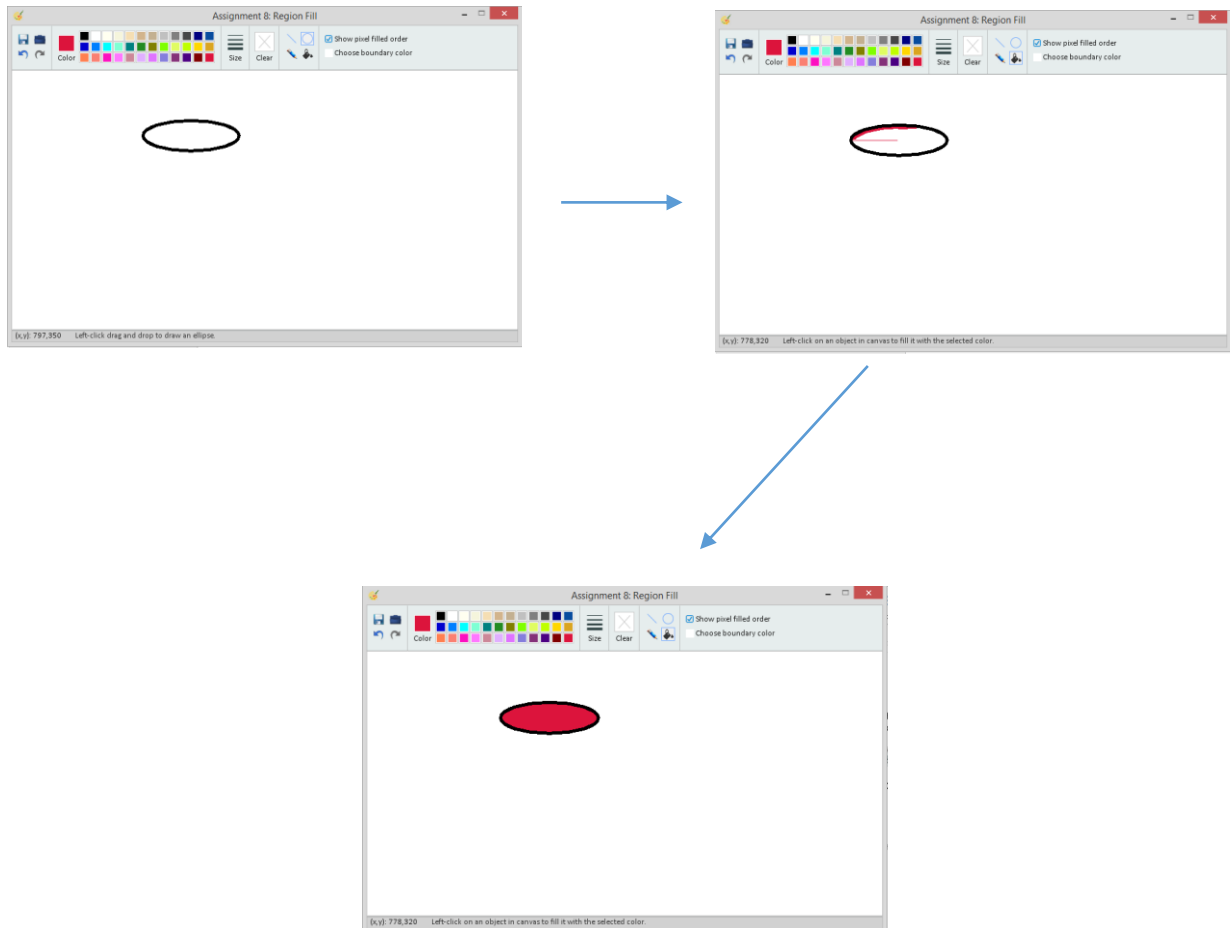 Assignment 8: Region Fill
Show pixel filled order
Choose boundary color
Color
Size
Clear
(x,y): 797,350 Left-click drag and drop to draw an ellipse.
Assignment 8: Region Fill
Show pixel filled order
Choose boundary color
Color
Size
Clear
(x,y): 778,320 Left-click on an object in canvas to fill it with the selected color.
Assignment 8: Region Fill
Show pixel filled order
Choose boundary color
Color
Size
Clear
(x,y): 778,320 Left-click on an object in canvas to fill it with the selected color.